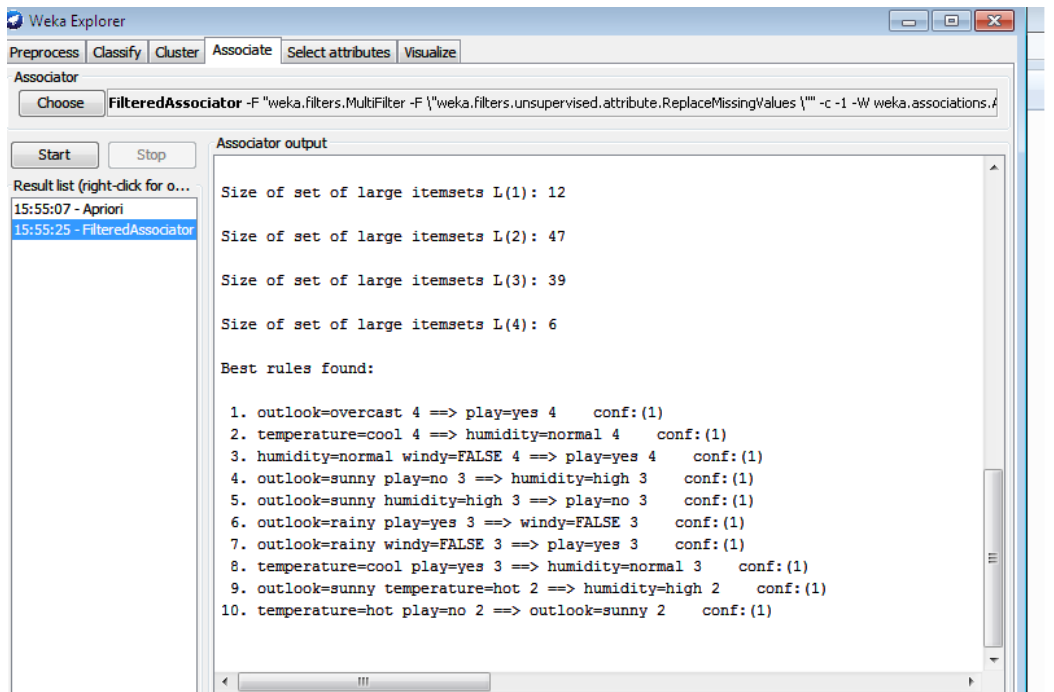 Weka Explorer
Preprocess Classify Cluster Associate Select attributes Visualize
Associator
Choose FilteredAssociator -F "weka.filters.MultiFilter -F \"weka.filters.unsupervised.attribute.ReplaceMissingValues \"" -c -1 -W weka.associations.
Start Stop
Result list (right-click for o...
15:55:07 - Apriori
15:55:25 - FilteredAssociator
Associator output
Size of set of large itemsets L(1): 12
Size of set of large itemsets L(2): 47
Size of set of large itemsets L(3): 39
Size of set of large itemsets L(4): 6
Best rules found:
1. outlook=overcast 4 ==> play=yes 4 conf:(1)
2. temperature=cool 4 ==> humidity=normal 4 conf:(1)
3. humidity=normal windy=FALSE 4 ==> play=yes 4 conf:(1)
4. outlook=sunny play=no 3 ==> humidity=high 3 conf:(1)
5. outlook=sunny humidity=high 3 ==> play=no 3 conf:(1)
6. outlook=rainy play=yes 3 ==> windy=FALSE 3 conf:(1)
7. outlook=rainy windy=FALSE 3 ==> play=yes 3 conf:(1)
8. temperature=cool play=yes 3 ==> humidity=normal 3 conf:(1)
9. outlook=sunny temperature=hot 2 ==> humidity=high 2 conf:(1)
10. temperature=hot play=no 2 ==> outlook=sunny 2 conf:(1)